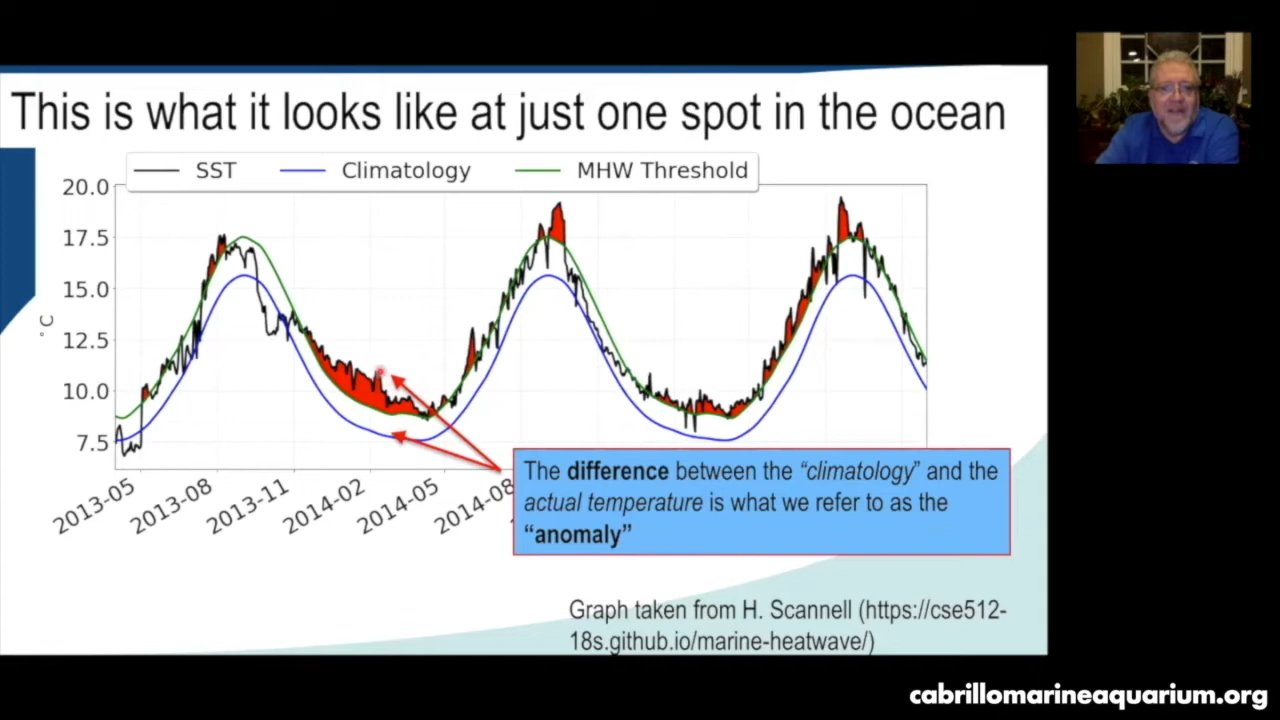 This is what it looks like at just one spot in the ocean
SST Climatology MHW Threshold
20.0
17.5
15.0
12.5
10.0
7.5
°C
2013-05 2013-08 2013-11 2014-02 2014-05 2014-08
The difference between the “climatology” and the
actual temperature is what we refer to as the
“anomaly”
Graph taken from H. Scannell (https://cse512-
18s.github.io/marine-heatwave/)
cabrillomarineaquarium.org